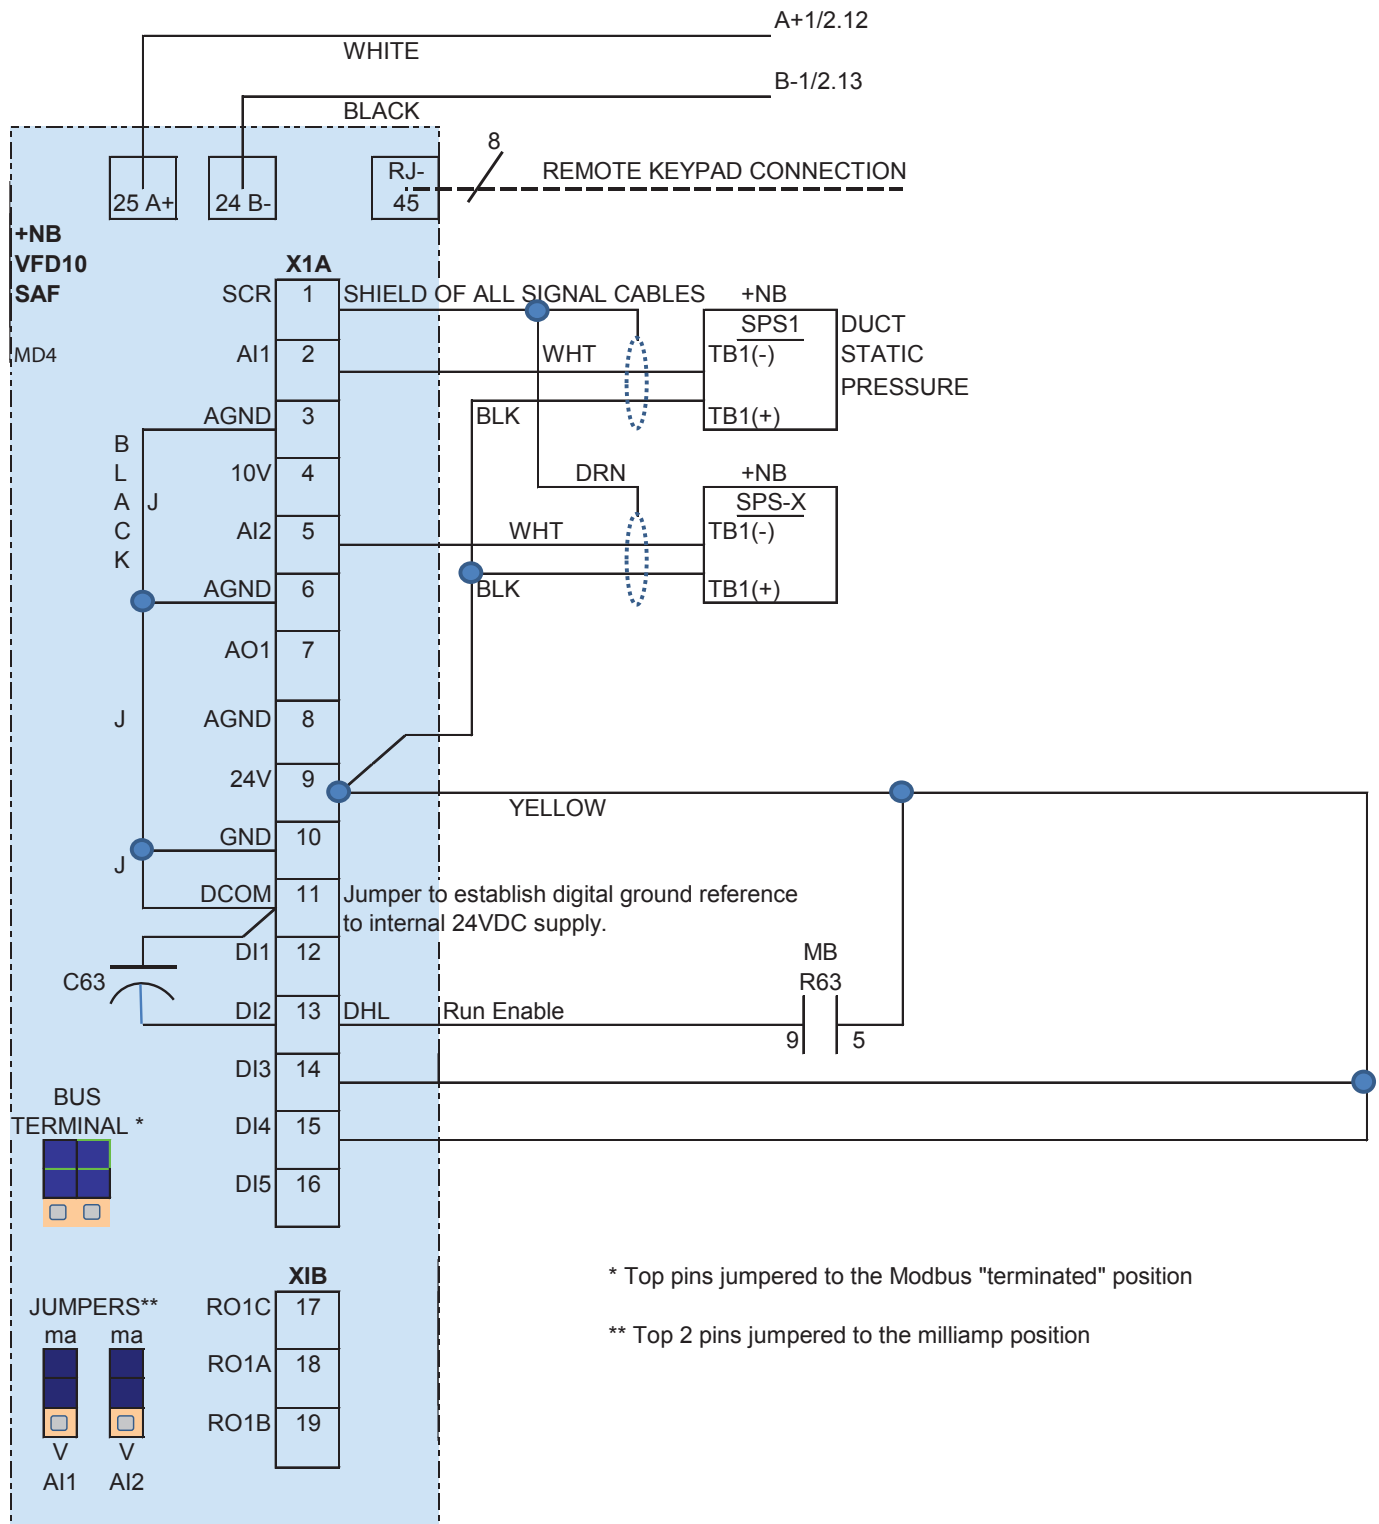 A+1/2.12
WHITE
B-1/2.13
BLACK
8
RJ-
45
REMOTE KEYPAD CONNECTION
25 A+
24 B-
+NB
VFD10
SAF
MD4
X1A
SCR 1 SHIELD OF ALL SIGNAL CABLES
+NB
SPS1
DUCT
STATIC
PRESSURE
AI1 2 WHT TB1(-)
AGND 3 BLK TB1(+)
B
L
A
C
K
J
10V 4 DRN +NB
SPS-X
AI2 5 WHT TB1(-)
AGND 6 BLK TB1(+)
AO1 7
J
AGND 8
24V 9
YELLOW
GND 10
J
DCOM 11 Jumper to establish digital ground reference
to internal 24VDC supply.
DI1 12
MB
R63
C63
DI2 13 DHL Run Enable
9 5
DI3 14
BUS
TERMINAL *
DI4 15
DI5 16
XIB
* Top pins jumpered to the Modbus "terminated" position
JUMPERS**
RO1C 17
ma ma
** Top 2 pins jumpered to the milliamp position
RO1A 18
RO1B 19
V V
AI1 AI2